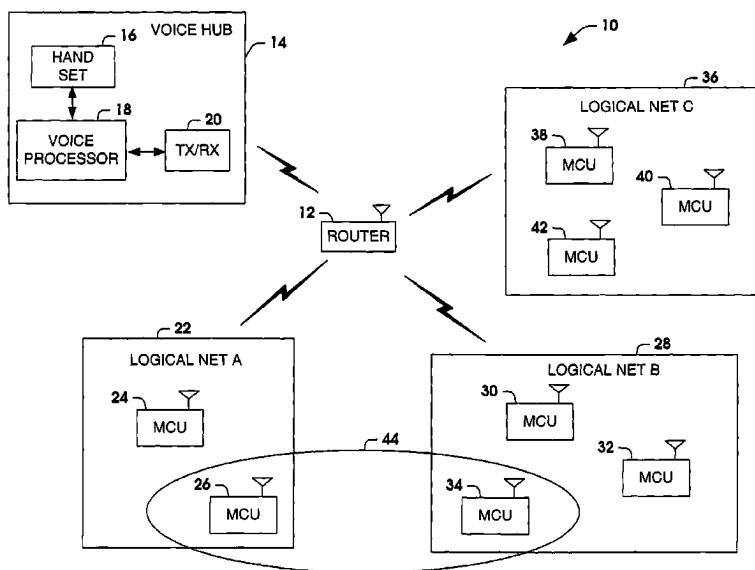 VOICE HUB
14
16
HAND
SET
18
VOICE
PROCESSOR
20
TX/RX
10
36
LOGICAL NET C
38
MCU
40
MCU
42
MCU
12
ROUTER
22
LOGICAL NET A
24
MCU
26
MCU
44
28
LOGICAL NET B
30
MCU
32
MCU
34
MCU